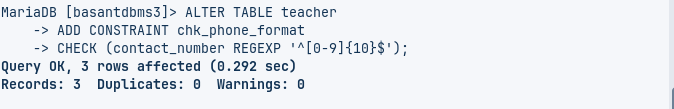 MariaDB [basantdbms3]> ALTER TABLE teacher
    -> ADD CONSTRAINT chk_phone_format
    -> CHECK (contact_number REGEXP '^[0-9]{10}$');
Query OK, 3 rows affected (0.292 sec)
Records: 3  Duplicates: 0  Warnings: 0